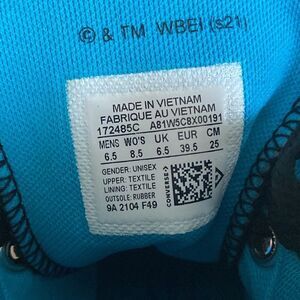 © & TM WBEI (s21)
MADE IN VIETNAM
FABRIQUE AU VIETNAM
172485C A81W5C8X00191
MENS WO'S UK EUR CM
6.5 8.5 6.5 39.5 25
GENDER: UNISEX
UPPER: TEXTILE
LINING: TEXTILE
OUTSOLE: RUBBER
9A 2104 F49
CONVERSE